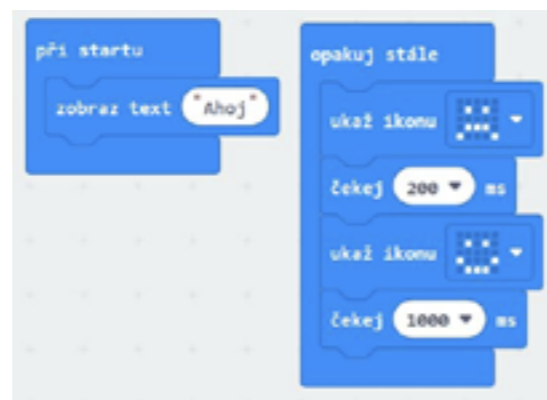 při startu
zobraz text "Ahoj"
opakuj stále
ukaž ikonu
čekej 200 ms
ukaž ikonu
čekej 1000 ms